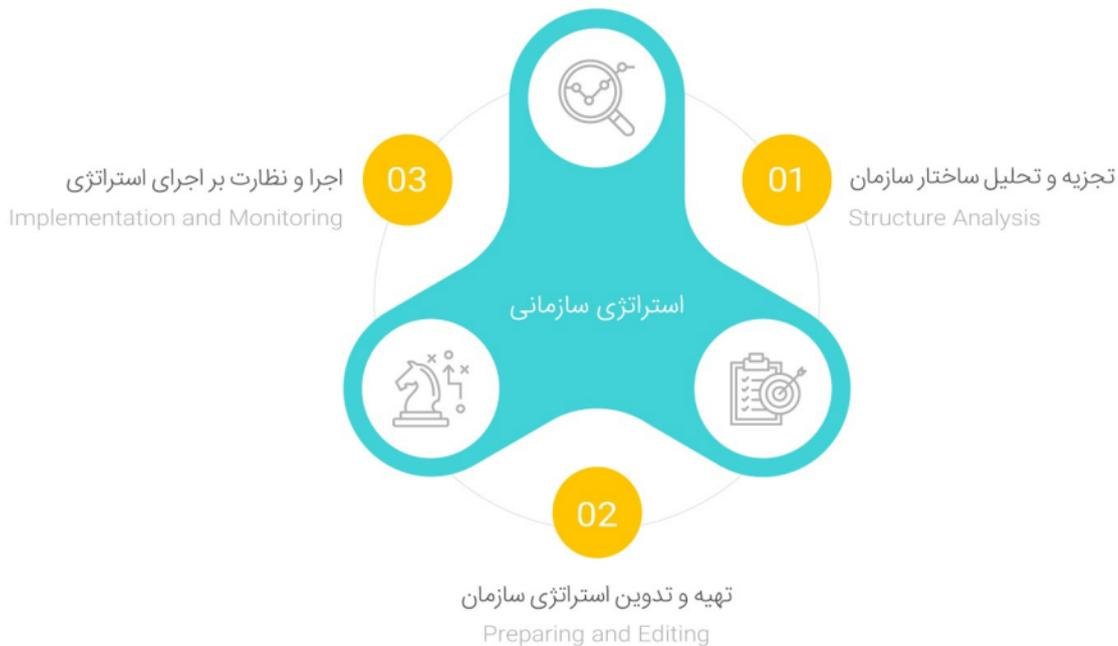 01
تجزیه و تحلیل ساختار سازمان
Structure Analysis
03
اجرا و نظارت بر اجرای استراتژی
Implementation and Monitoring
استراتژی سازمانی
02
تهیه و تدوین استراتژی سازمان
Preparing and Editing